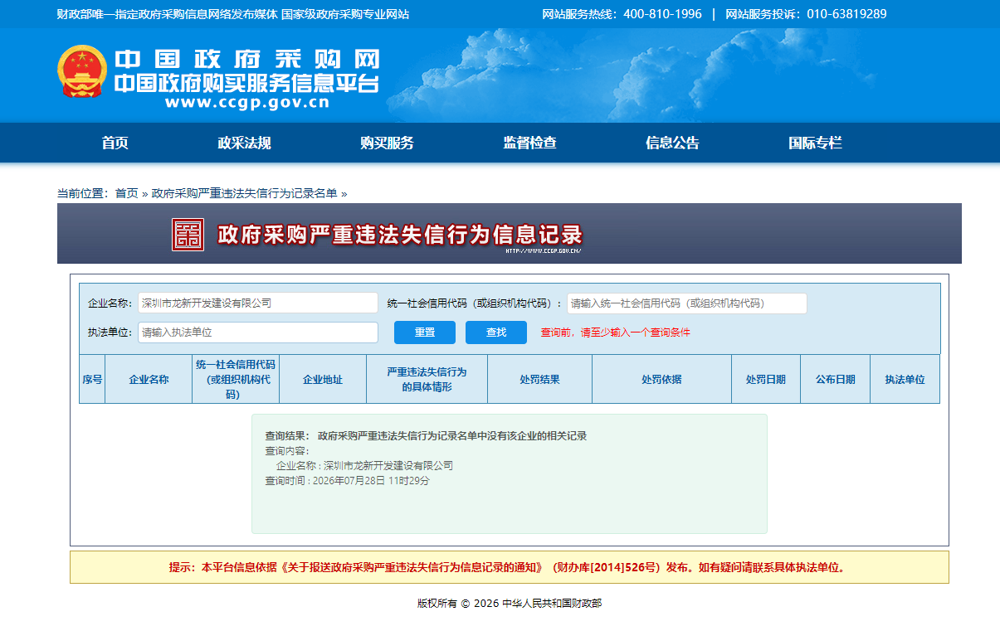 财政部唯一指定政府采购信息网络发布媒体 国家级政府采购专业网站
网站服务热线：400-810-1996 | 网站服务投诉：010-63819289
中国政府采购网
中国政府购买服务信息平台
www.ccgp.gov.cn
首页 政采法规 购买服务 监督检查 信息公告 国际专栏
当前位置：首页 » 政府采购严重违法失信行为记录名单 »
政府采购严重违法失信行为信息记录
HTTP://WWW.CCGP.GOV.CN/
企业名称： 深圳市龙新开发建设有限公司 统一社会信用代码（或组织机构代码）： 请输入统一社会信用代码（或组织机构代码）
执法单位： 请输入执法单位 重置 查找 查询前，请至少输入一个查询条件
序号 企业名称 统一社会信用代码（或组织机构代码） 企业地址 严重违法失信行为的具体情形 处罚结果 处罚依据 处罚日期 公布日期 执法单位
查询结果： 政府采购严重违法失信行为记录名单中没有该企业的相关记录
查询内容：
企业名称 : 深圳市龙新开发建设有限公司
查询时间 : 2026年07月28日 11时29分
提示：本平台信息依据《关于报送政府采购严重违法失信行为信息记录的通知》（财办库[2014]526号）发布。如有疑问请联系具体执法单位。
版权所有 © 2026 中华人民共和国财政部